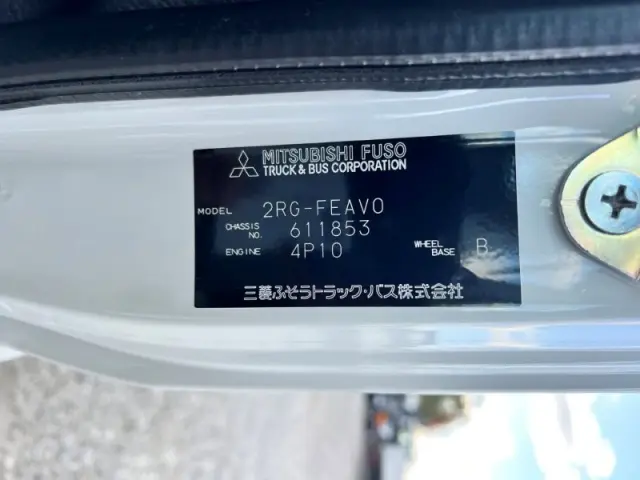 MITSUBISHI FUSO
TRUCK & BUS CORPORATION
MODEL 2RG-FEAV0
CHASSIS NO. 611853
ENGINE 4P10 WHEEL BASE B
三菱ふそうトラック・バス株式会社